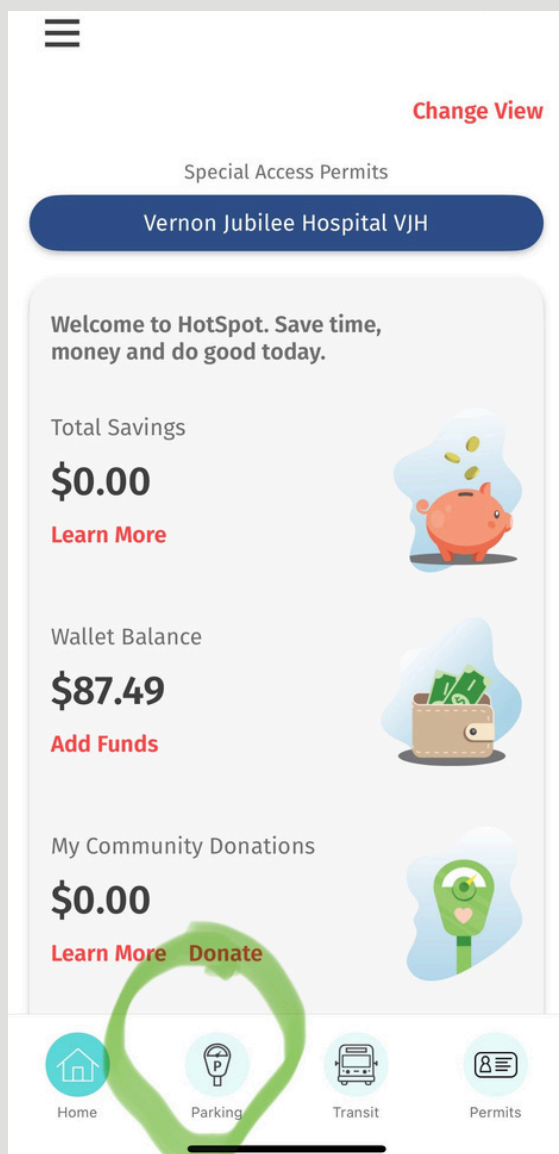 Change View
Special Access Permits
Vernon Jubilee Hospital VJH
Welcome to HotSpot. Save time,
money and do good today.
Total Savings
$0.00
Learn More
Wallet Balance
$87.49
Add Funds
My Community Donations
$0.00
Learn More Donate
P
Home Parking Transit Permits